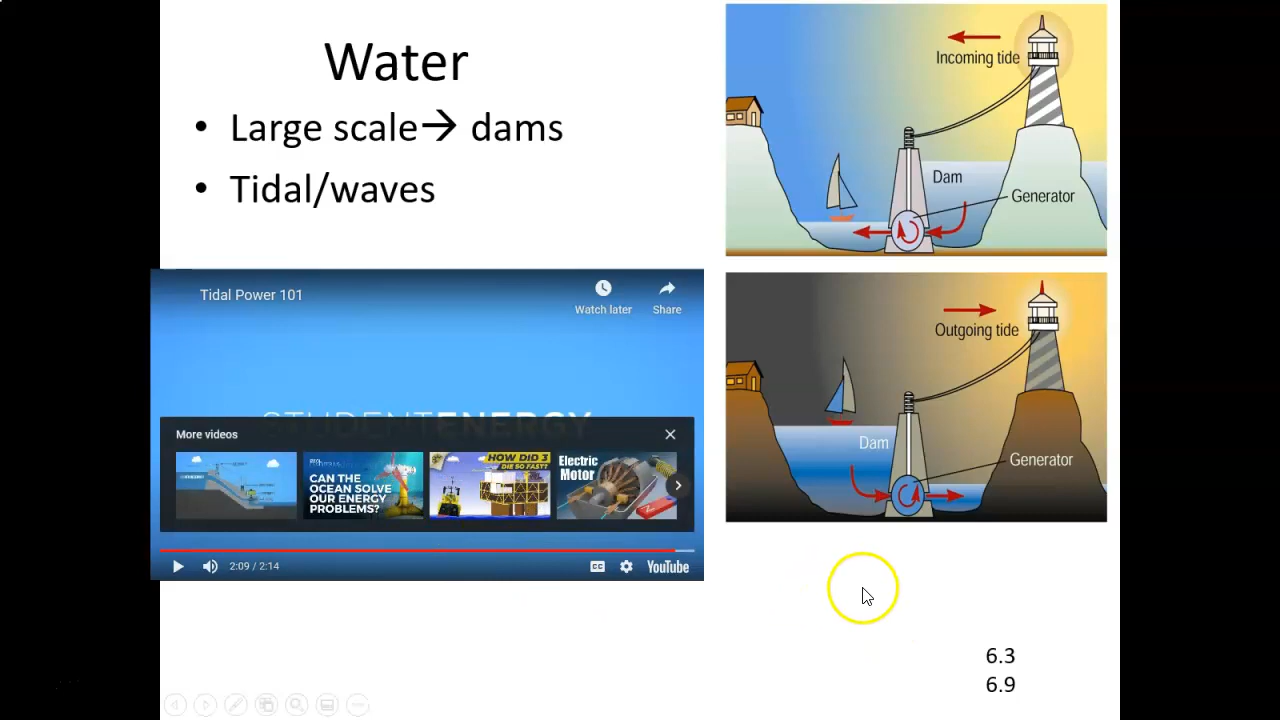 Water
• Large scale→ dams
• Tidal/waves
Incoming tide
Dam
Generator
Outgoing tide
Dam
Generator
Tidal Power 101
Watch later
Share
STUDENTENERGY
More videos
CAN THE
OCEAN SOLVE
OUR ENERGY
PROBLEMS?
HOW DID 3
DIE SO FAST?
Electric
Motor
2:09 / 2:14
CC
YouTube
6.3
6.9